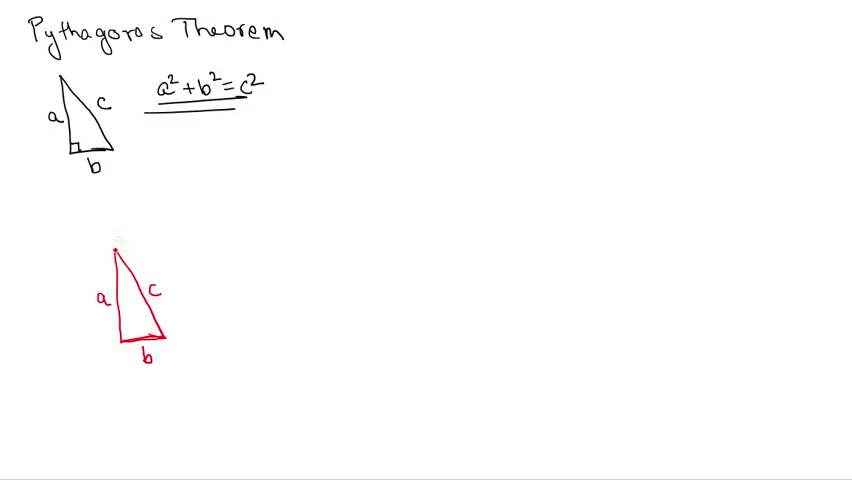 Pythagoras Theorem
a² + b² = c²
a
c
b
a
c
b